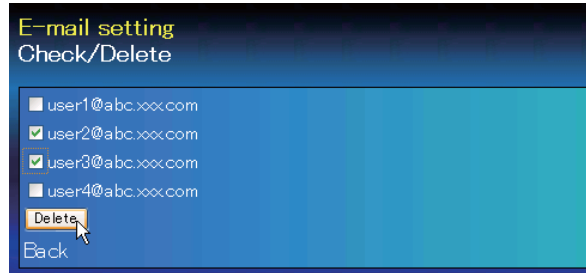 E-mail setting
Check/Delete
user1@abc.xxx.com
user2@abc.xxx.com
user3@abc.xxx.com
user4@abc.xxx.com
Delete
Back